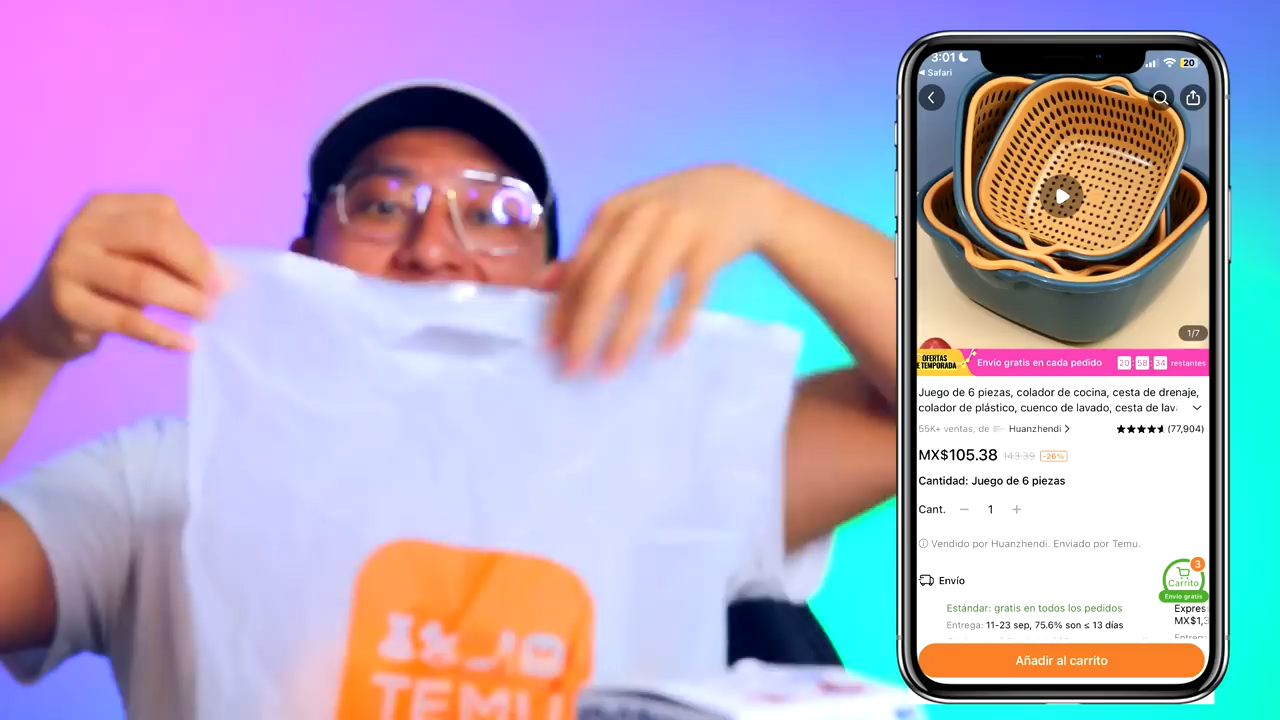 TEMU
3:01
20
Safari
1/7
OFERTAS
E TEMPORADA
Envío gratis en cada pedido
20:58:34 restantes
Juego de 6 piezas, colador de cocina, cesta de drenaje,
colador de plástico, cuenco de lavado, cesta de lav
55K+ ventas, de
Huanzhendi
(77,904)
MX$105.38 143.39 -26%
Cantidad: Juego de 6 piezas
Cant. − 1 +
Vendido por Huanzhendi. Enviado por Temu.
3
Carrito
Envío gratis
Envío
Estándar: gratis en todos los pedidos
Expres
Entrega: 11-23 sep, 75.6% son ≤ 13 días
MX$1,3
Añadir al carrito